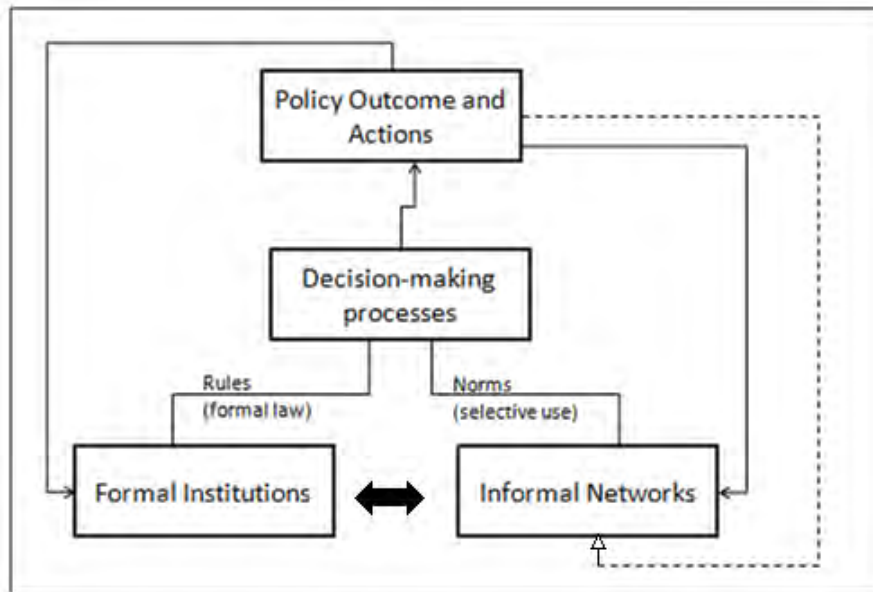 Policy Outcome and
Actions
Decision-making
processes
Rules
(formal law)
Norms
(selective use)
Formal Institutions
Informal Networks